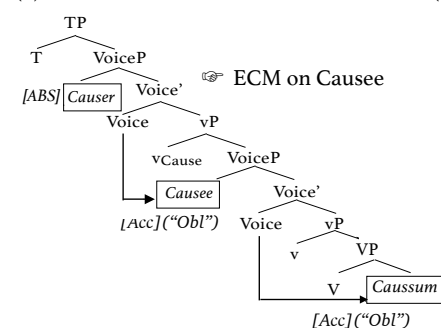 TP
T VoiceP
☞ ECM on Causee
[ABS] Causer Voice’
Voice vP
vCause VoiceP
Causee Voice’
[Acc](“Obl”)
Voice vP
v VP
V Caussum
[Acc](“Obl”)